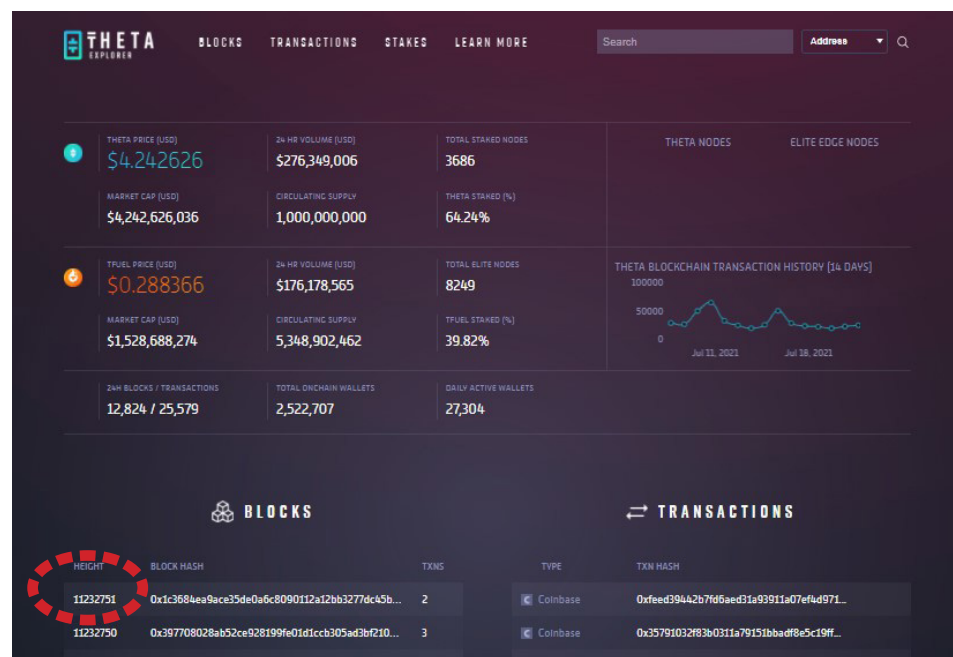 THETA
EXPLORER
BLOCKS TRANSACTIONS STAKES LEARN MORE
Search
Address
THETA PRICE (USD)
$4.242626
24 HR VOLUME (USD)
$276,349,006
TOTAL STAKED NODES
3686
THETA NODES
ELITE EDGE NODES
MARKET CAP (USD)
$4,242,626,036
CIRCULATING SUPPLY
1,000,000,000
THETA STAKED (%)
64.24%
TFUEL PRICE (USD)
$0.288366
24 HR VOLUME (USD)
$176,178,565
TOTAL ELITE NODES
8249
MARKET CAP (USD)
$1,528,688,274
CIRCULATING SUPPLY
5,348,902,462
TFUEL STAKED (%)
39.82%
THETA BLOCKCHAIN TRANSACTION HISTORY [14 DAYS]
100000
50000
0
Jul 11, 2021
Jul 18, 2021
24H BLOCKS / TRANSACTIONS
12,824 / 25,579
TOTAL ONCHAIN WALLETS
2,522,707
DAILY ACTIVE WALLETS
27,304
BLOCKS
HEIGHT BLOCK HASH TXNS
11232751 0x1c3684ea9ace35de0a6c8090112a12bb3277dc45b... 2
11232750 0x397708028ab52ce928199fe01d1ccb305ad3bf210... 3
TRANSACTIONS
TYPE TXN HASH
C Coinbase 0xfeed39442b7fd6aed31a93911a07ef4d971...
C Coinbase 0x35791032f83b0311a79151bbadf8e5c19ff...